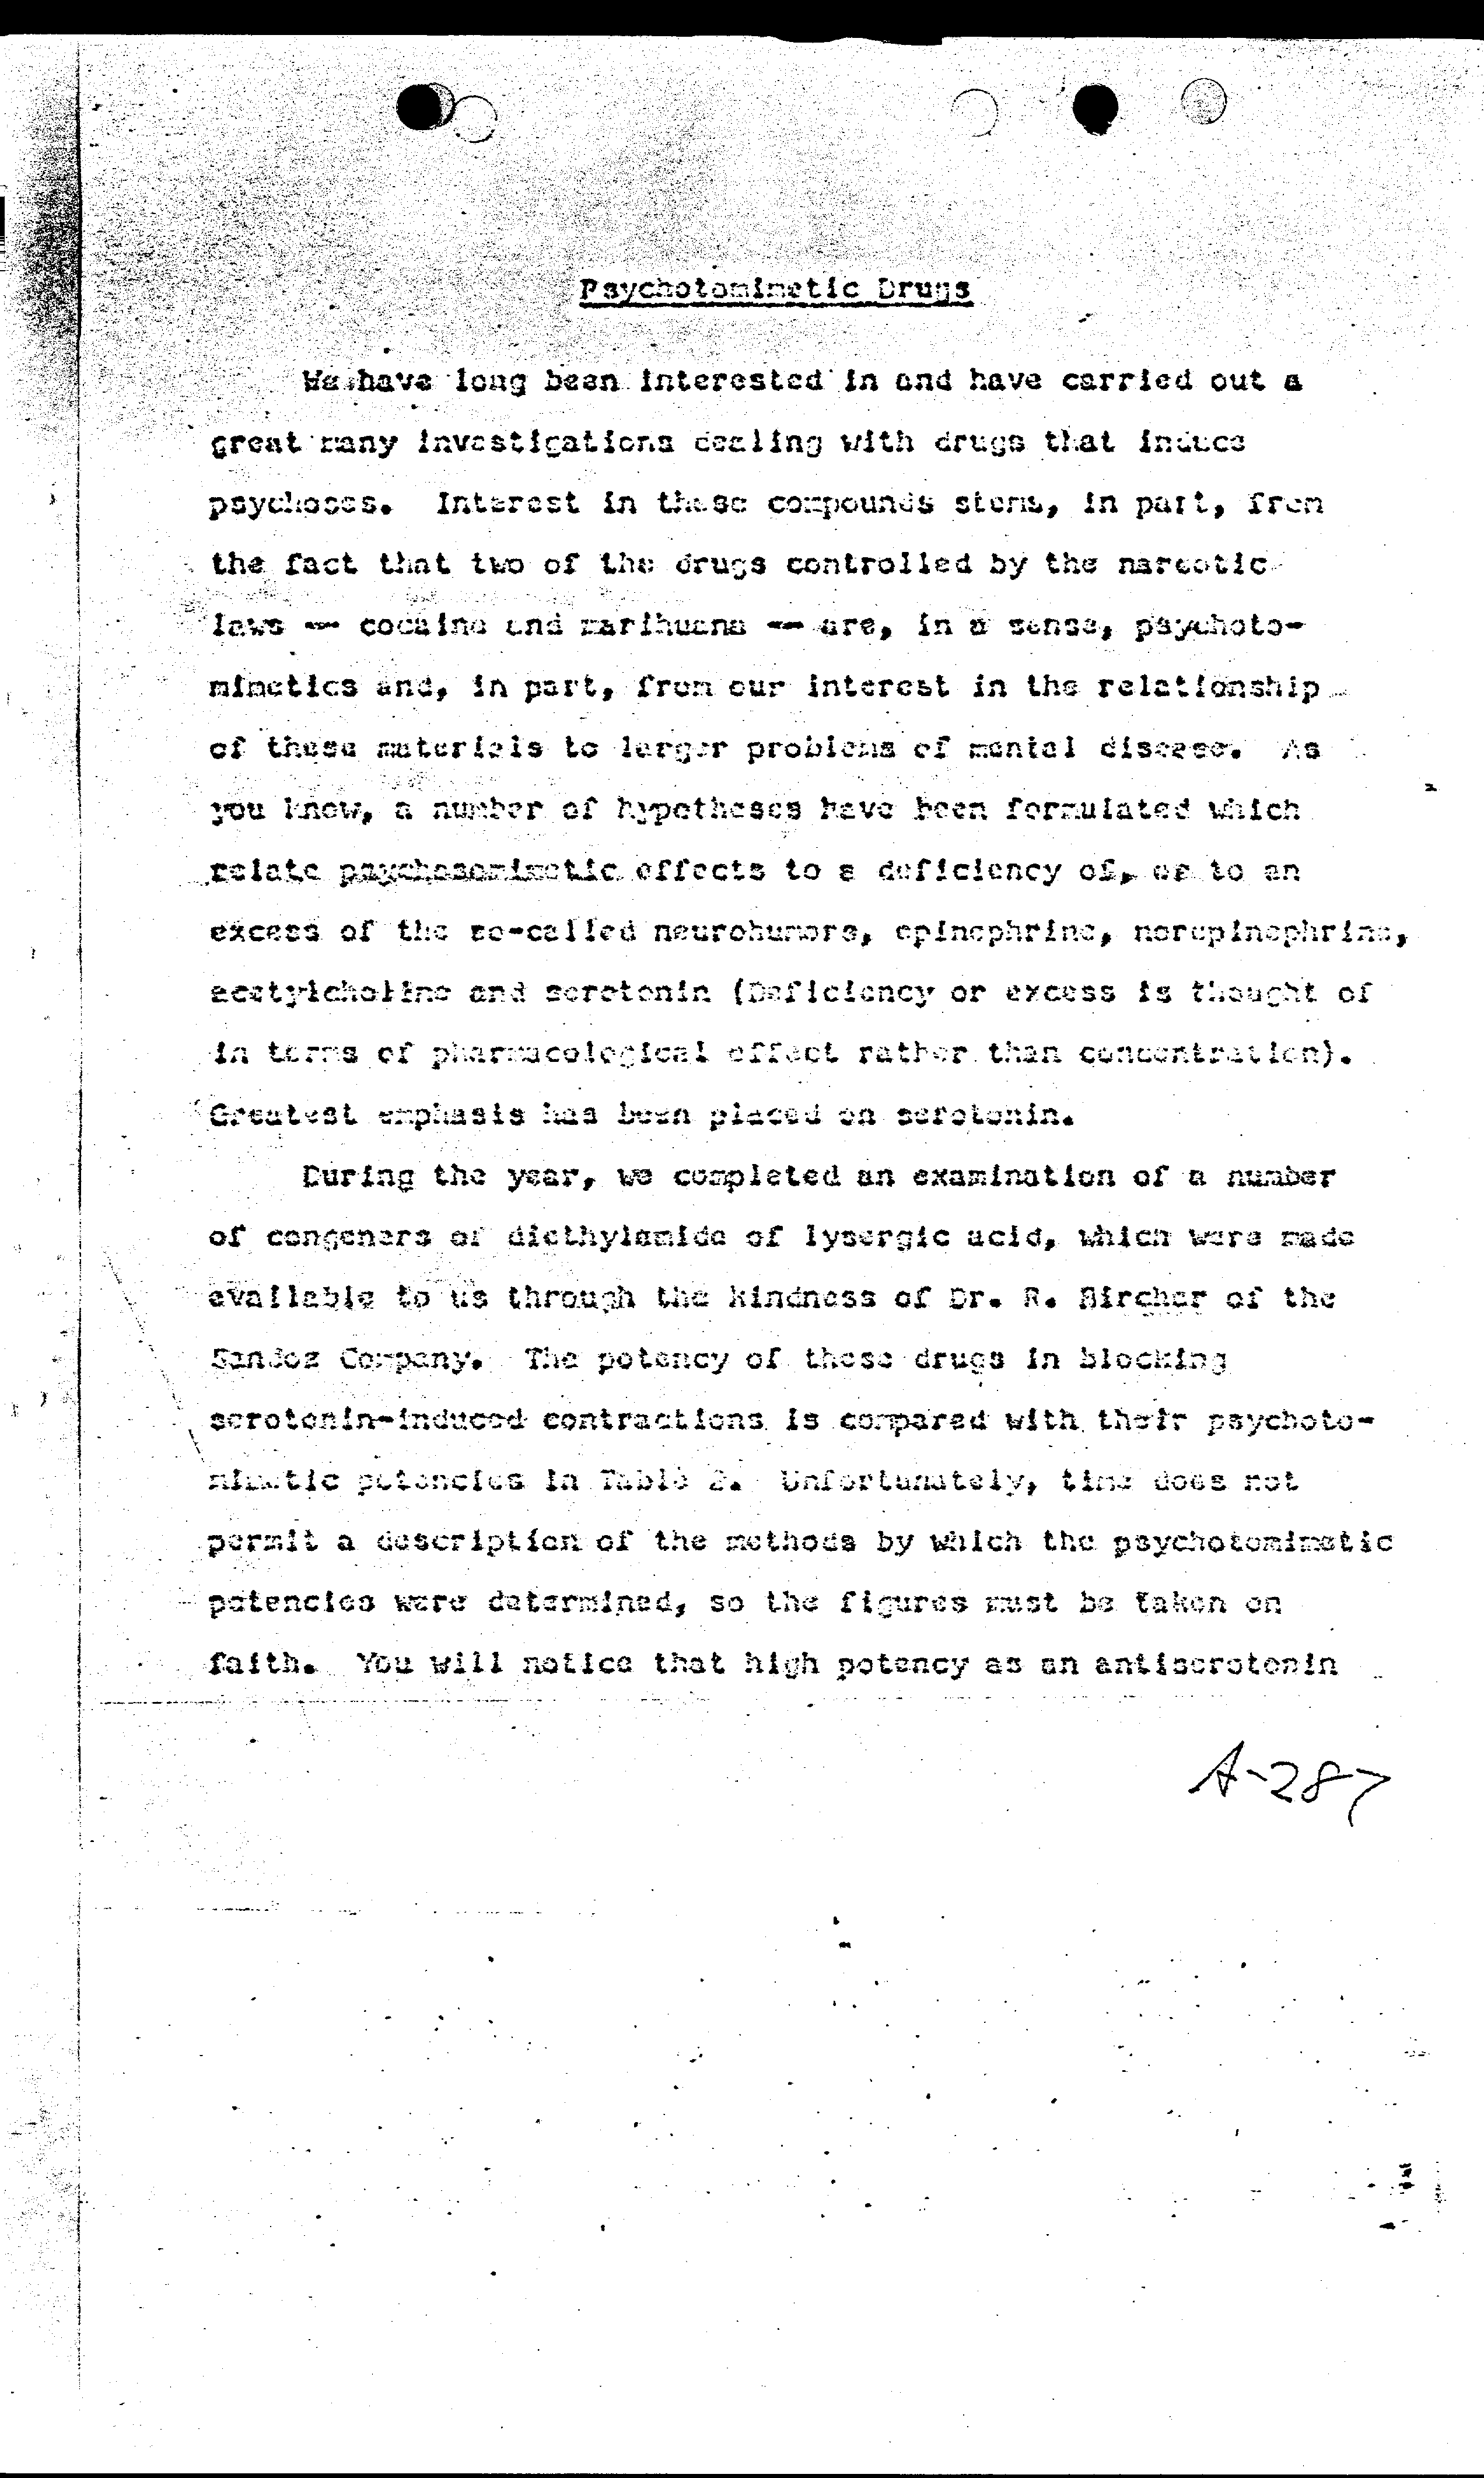 Psychotomimetic Drugs
We have long been interested in and have carried out a
great many investigations dealing with drugs that induce
psychoses. Interest in these compounds stems, in part, from
the fact that two of the drugs controlled by the narcotic
laws -- cocaine and marihuana -- are, in a sense, psychoto-
mimetics and, in part, from our interest in the relationship
of these materials to larger problems of mental disease. As
you know, a number of hypotheses have been formulated which
relate psychosomimetic effects to a deficiency of, or to an
excess of the so-called neurohumors, epinephrine, norepinephrine,
acetylcholine and serotonin (Deficiency or excess is thought of
in terms of pharmacological effect rather than concentration).
Greatest emphasis has been placed on serotonin.
During the year, we completed an examination of a number
of congeners of diethylamide of lysergic acid, which were made
available to us through the kindness of Dr. R. Bircher of the
Sandoz Company. The potency of these drugs in blocking
serotonin-induced contractions is compared with their psychoto-
mimetic potencies in Table 2. Unfortunately, time does not
permit a description of the methods by which the psychotomimetic
potencies were determined, so the figures must be taken on
faith. You will notice that high potency as an antiserotonin
A-287